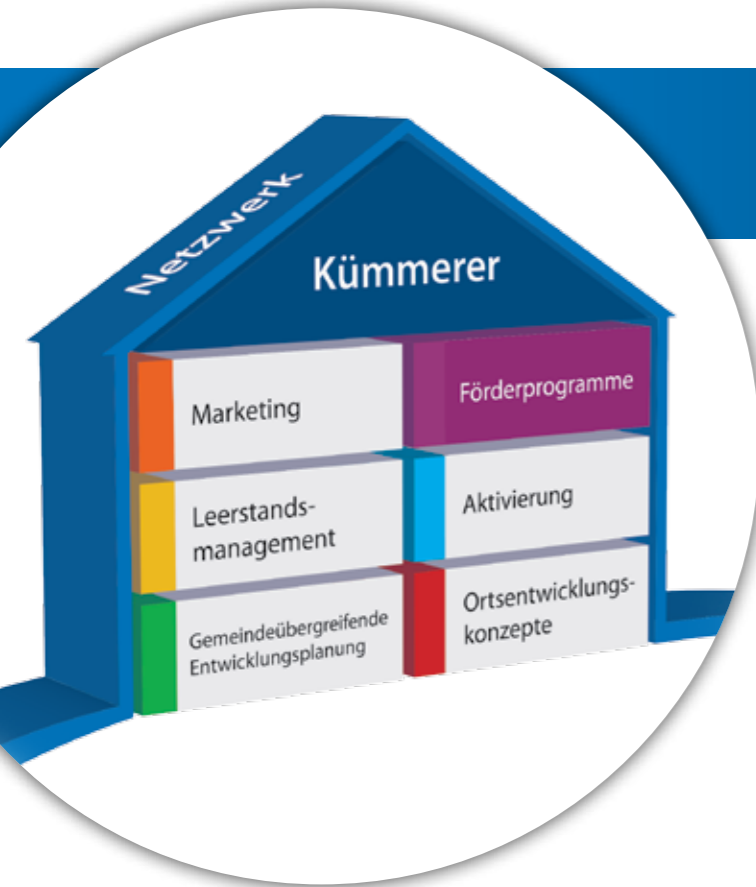 Netzwerk
Kümmerer
Marketing
Förderprogramme
Leerstands-
management
Aktivierung
Gemeindeübergreifende
Entwicklungsplanung
Ortsentwicklungs-
konzepte